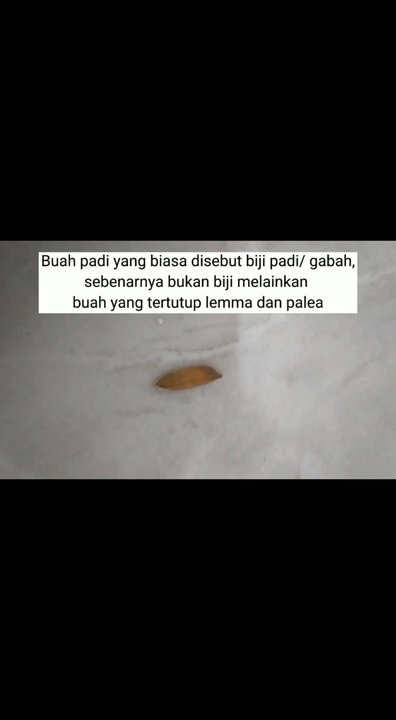 Buah padi yang biasa disebut biji padi/ gabah,
sebenarnya bukan biji melainkan
buah yang tertutup lemma dan palea